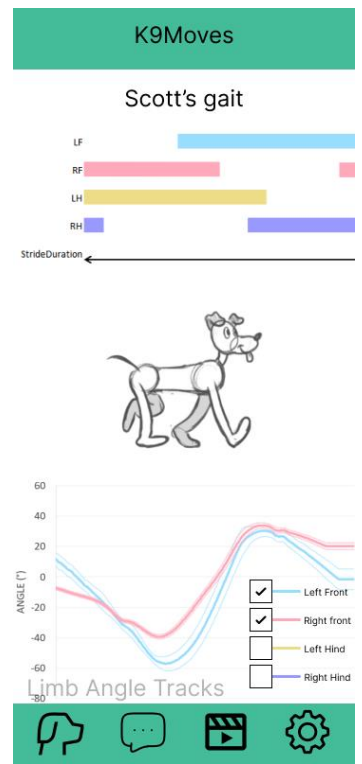 K9Moves
Scott's gait
LF
RF
LH
RH
StrideDuration
60
40
20
0
-20
-40
-60
-80
ANGLE (°)
Left Front
Right front
Left Hind
Right Hind
Limb Angle Tracks